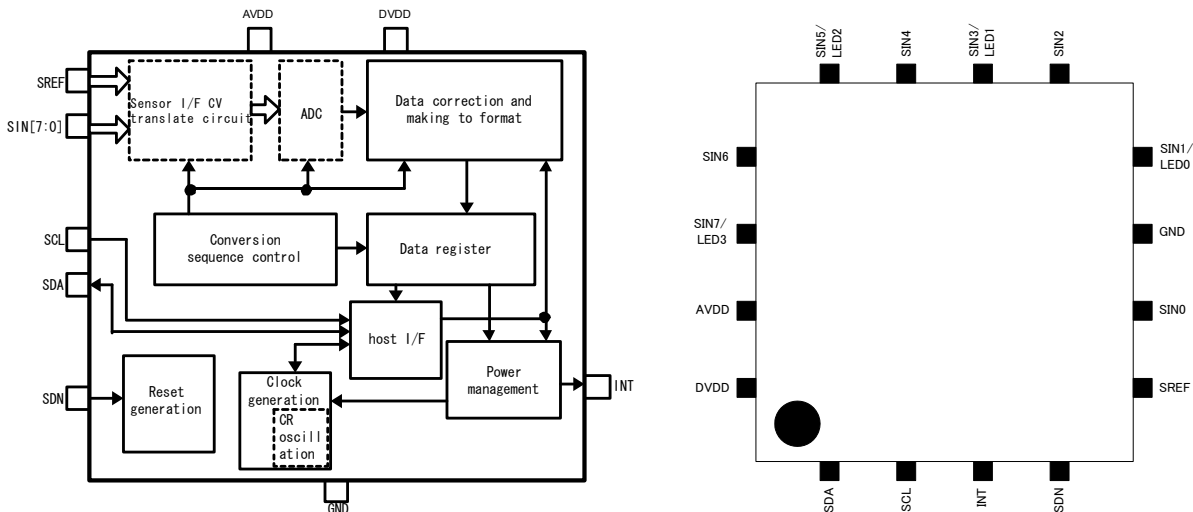 AVDD
DVDD
SREF
SIN[7:0]
Sensor I/F CV
translate circuit
ADC
Data correction and
making to format
SCL
SDA
Conversion
sequence control
Data register
host I/F
SDN
Reset
generation
Clock
generation
CR
oscill
ation
Power
management
INT
GND
SIN5/
LED2
SIN4
SIN3/
LED1
SIN2
SIN6
SIN7/
LED3
AVDD
DVDD
SIN1/
LED0
GND
SIN0
SREF
SDA
SCL
INT
SDN